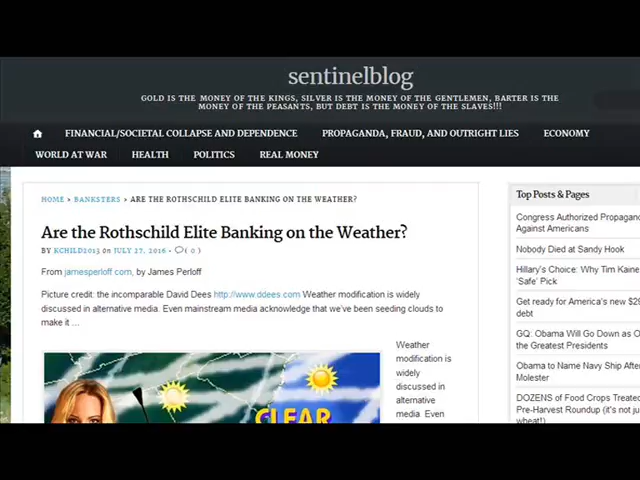 sentinelblog
GOLD IS THE MONEY OF THE KINGS, SILVER IS THE MONEY OF THE GENTLEMEN, BARTER IS THE
MONEY OF THE PEASANTS, BUT DEBT IS THE MONEY OF THE SLAVES!!!
FINANCIAL/SOCIETAL COLLAPSE AND DEPENDENCE PROPAGANDA, FRAUD, AND OUTRIGHT LIES ECONOMY
WORLD AT WAR HEALTH POLITICS REAL MONEY
HOME > BANKSTERS > ARE THE ROTHSCHILD ELITE BANKING ON THE WEATHER?
Are the Rothschild Elite Banking on the Weather?
BY KCHILD2013 on JULY 27, 2016 • ( 0 )
From jamesperloff.com, by James Perloff
Picture credit: the incomparable David Dees http://www.ddees.com Weather modification is widely
discussed in alternative media. Even mainstream media acknowledge that we've been seeding clouds to
make it …
Weather
modification is
widely
discussed in
alternative
media. Even
CLEAR
Top Posts & Pages
Congress Authorized Propagand
Against Americans
Nobody Died at Sandy Hook
Hillary's Choice: Why Tim Kaine
'Safe' Pick
Get ready for America's new $29
debt
GQ: Obama Will Go Down as O
the Greatest Presidents
Obama to Name Navy Ship After
Molester
DOZENS of Food Crops Treated
Pre-Harvest Roundup (it's not ju
wheat!)